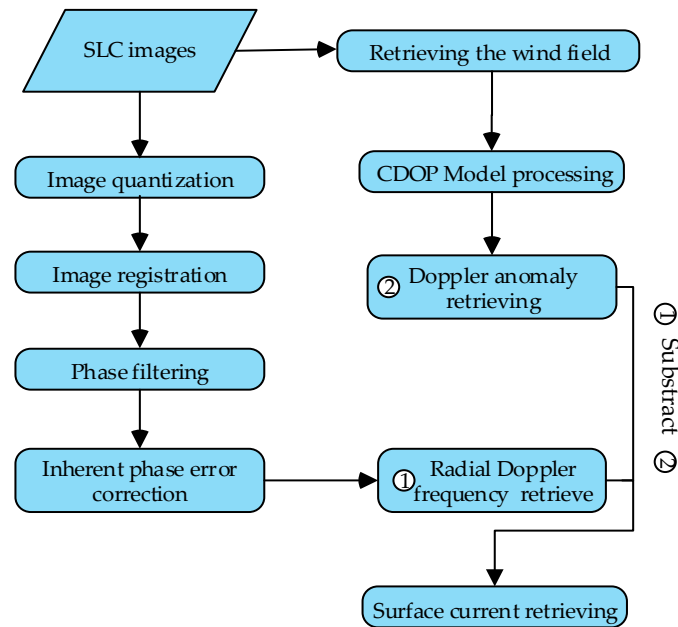 SLC images
Retrieving the wind field
Image quantization
CDOP Model processing
Image registration
② Doppler anomaly
retrieving
① Substract ②
Phase filtering
Inherent phase error
correction
① Radial Doppler
frequency retrieve
Surface current retrieving